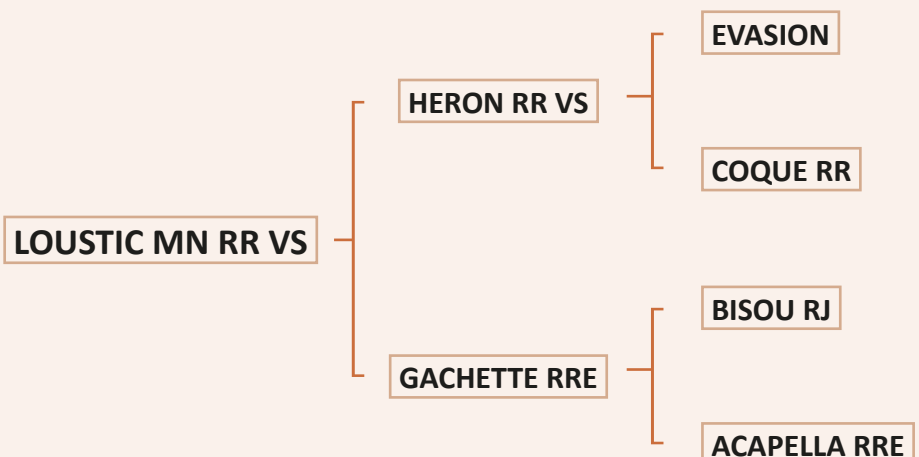 EVASION
HERON RR VS
COQUE RR
LOUSTIC MN RR VS
BISOU RJ
GACHETTE RRE
ACAPELLA RRE